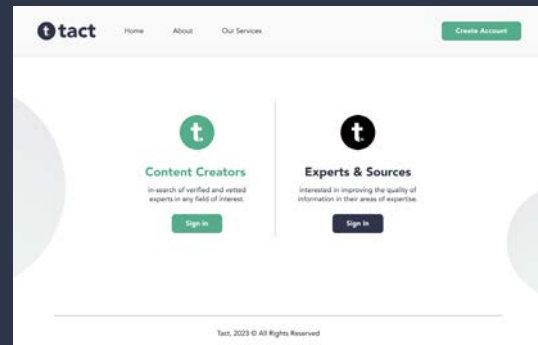 t tact
Home About Our Services
Create Account
t.
Content Creators
in-search of verified and vetted
experts in any field of interest.
Sign in
t.
Experts & Sources
interested in improving the quality of
information in their areas of expertise.
Sign In
Tact, 2023 © All Rights Reserved